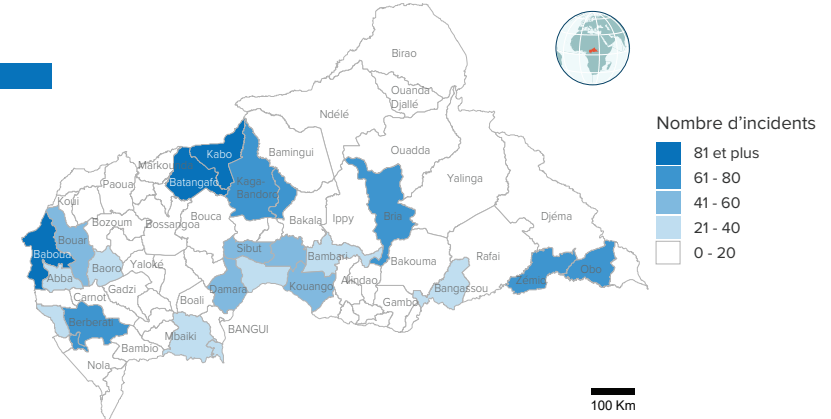 Birao
Ouanda
Djallé
Ndélé
Nombre d'incidents
81 et plus
61 - 80
41 - 60
21 - 40
0 - 20
Kabo
Bamingui
Ouadda
Batangafo
Kaga-
Bandoro
Yalinga
Paoua
Koui
Bouca
Bria
Bozoum
Bossangoa
Bakala
Ippy
Djéma
Bouar
Sibut
Baboua
Baoro
Yaloké
Bambari
Bakouma
Rafai
Obo
Abba
Gadzi
Damara
Kouango
Alindao
Zémio
Carnot
Boali
Gambo
Bangassou
Berberati
Mbaiki
BANGUI
Bambio
Nola
100 Km